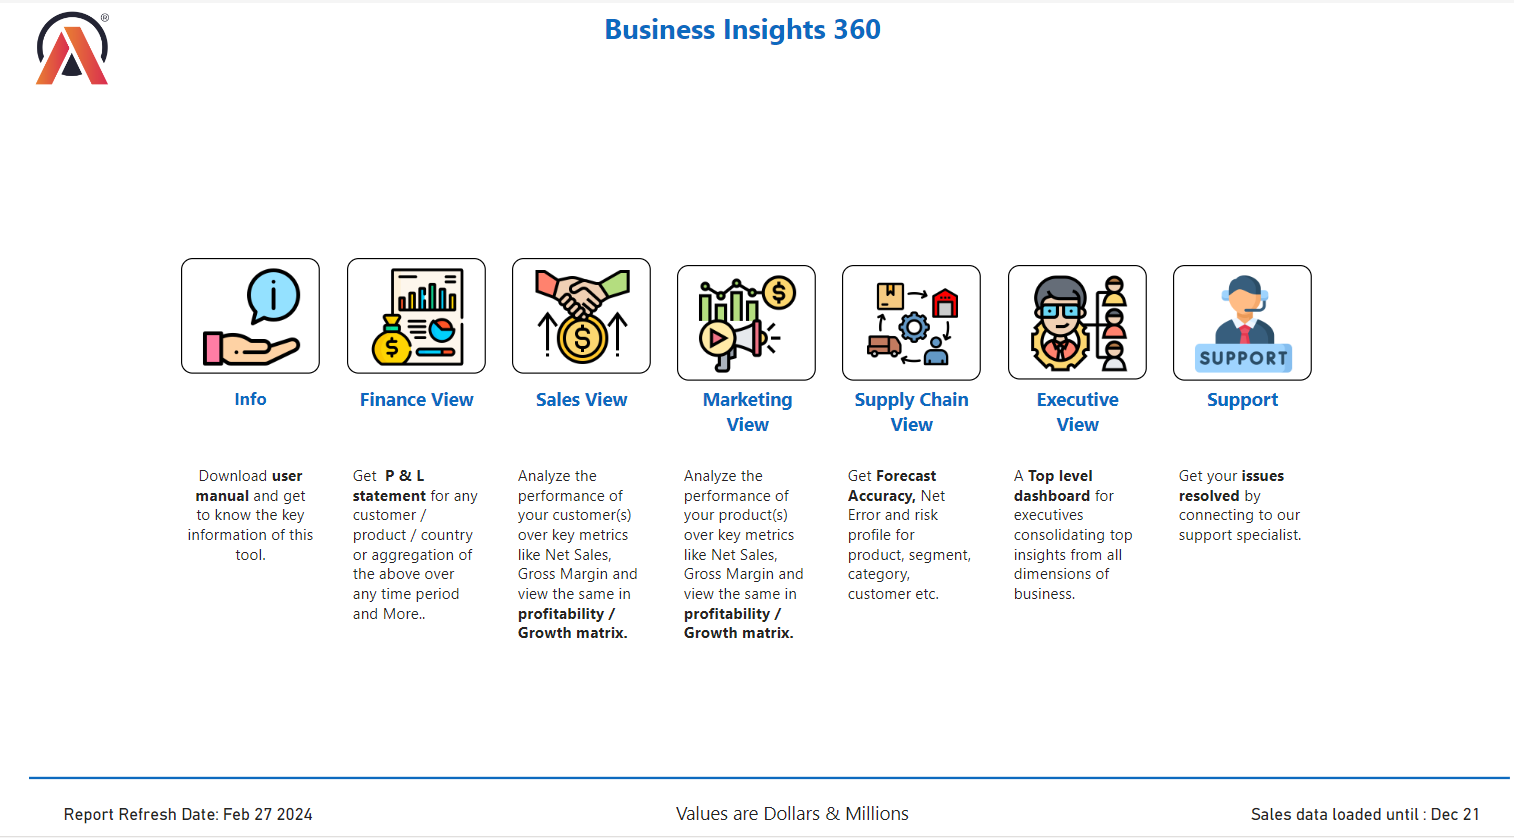 ®
Business Insights 360
i
$
$
$
SUPPORT
Info
Finance View
Sales View
Marketing
View
Supply Chain
View
Executive
View
Support
Download user
manual and get
to know the key
information of this
tool.
Get P & L
statement for any
customer /
product / country
or aggregation of
the above over
any time period
and More..
Analyze the
performance of
your customer(s)
over key metrics
like Net Sales,
Gross Margin and
view the same in
profitability /
Growth matrix.
Analyze the
performance of
your product(s)
over key metrics
like Net Sales,
Gross Margin and
view the same in
profitability /
Growth matrix.
Get Forecast
Accuracy, Net
Error and risk
profile for
product, segment,
category,
customer etc.
A Top level
dashboard for
executives
consolidating top
insights from all
dimensions of
business.
Get your issues
resolved by
connecting to our
support specialist.
Report Refresh Date: Feb 27 2024
Values are Dollars & Millions
Sales data loaded until : Dec 21